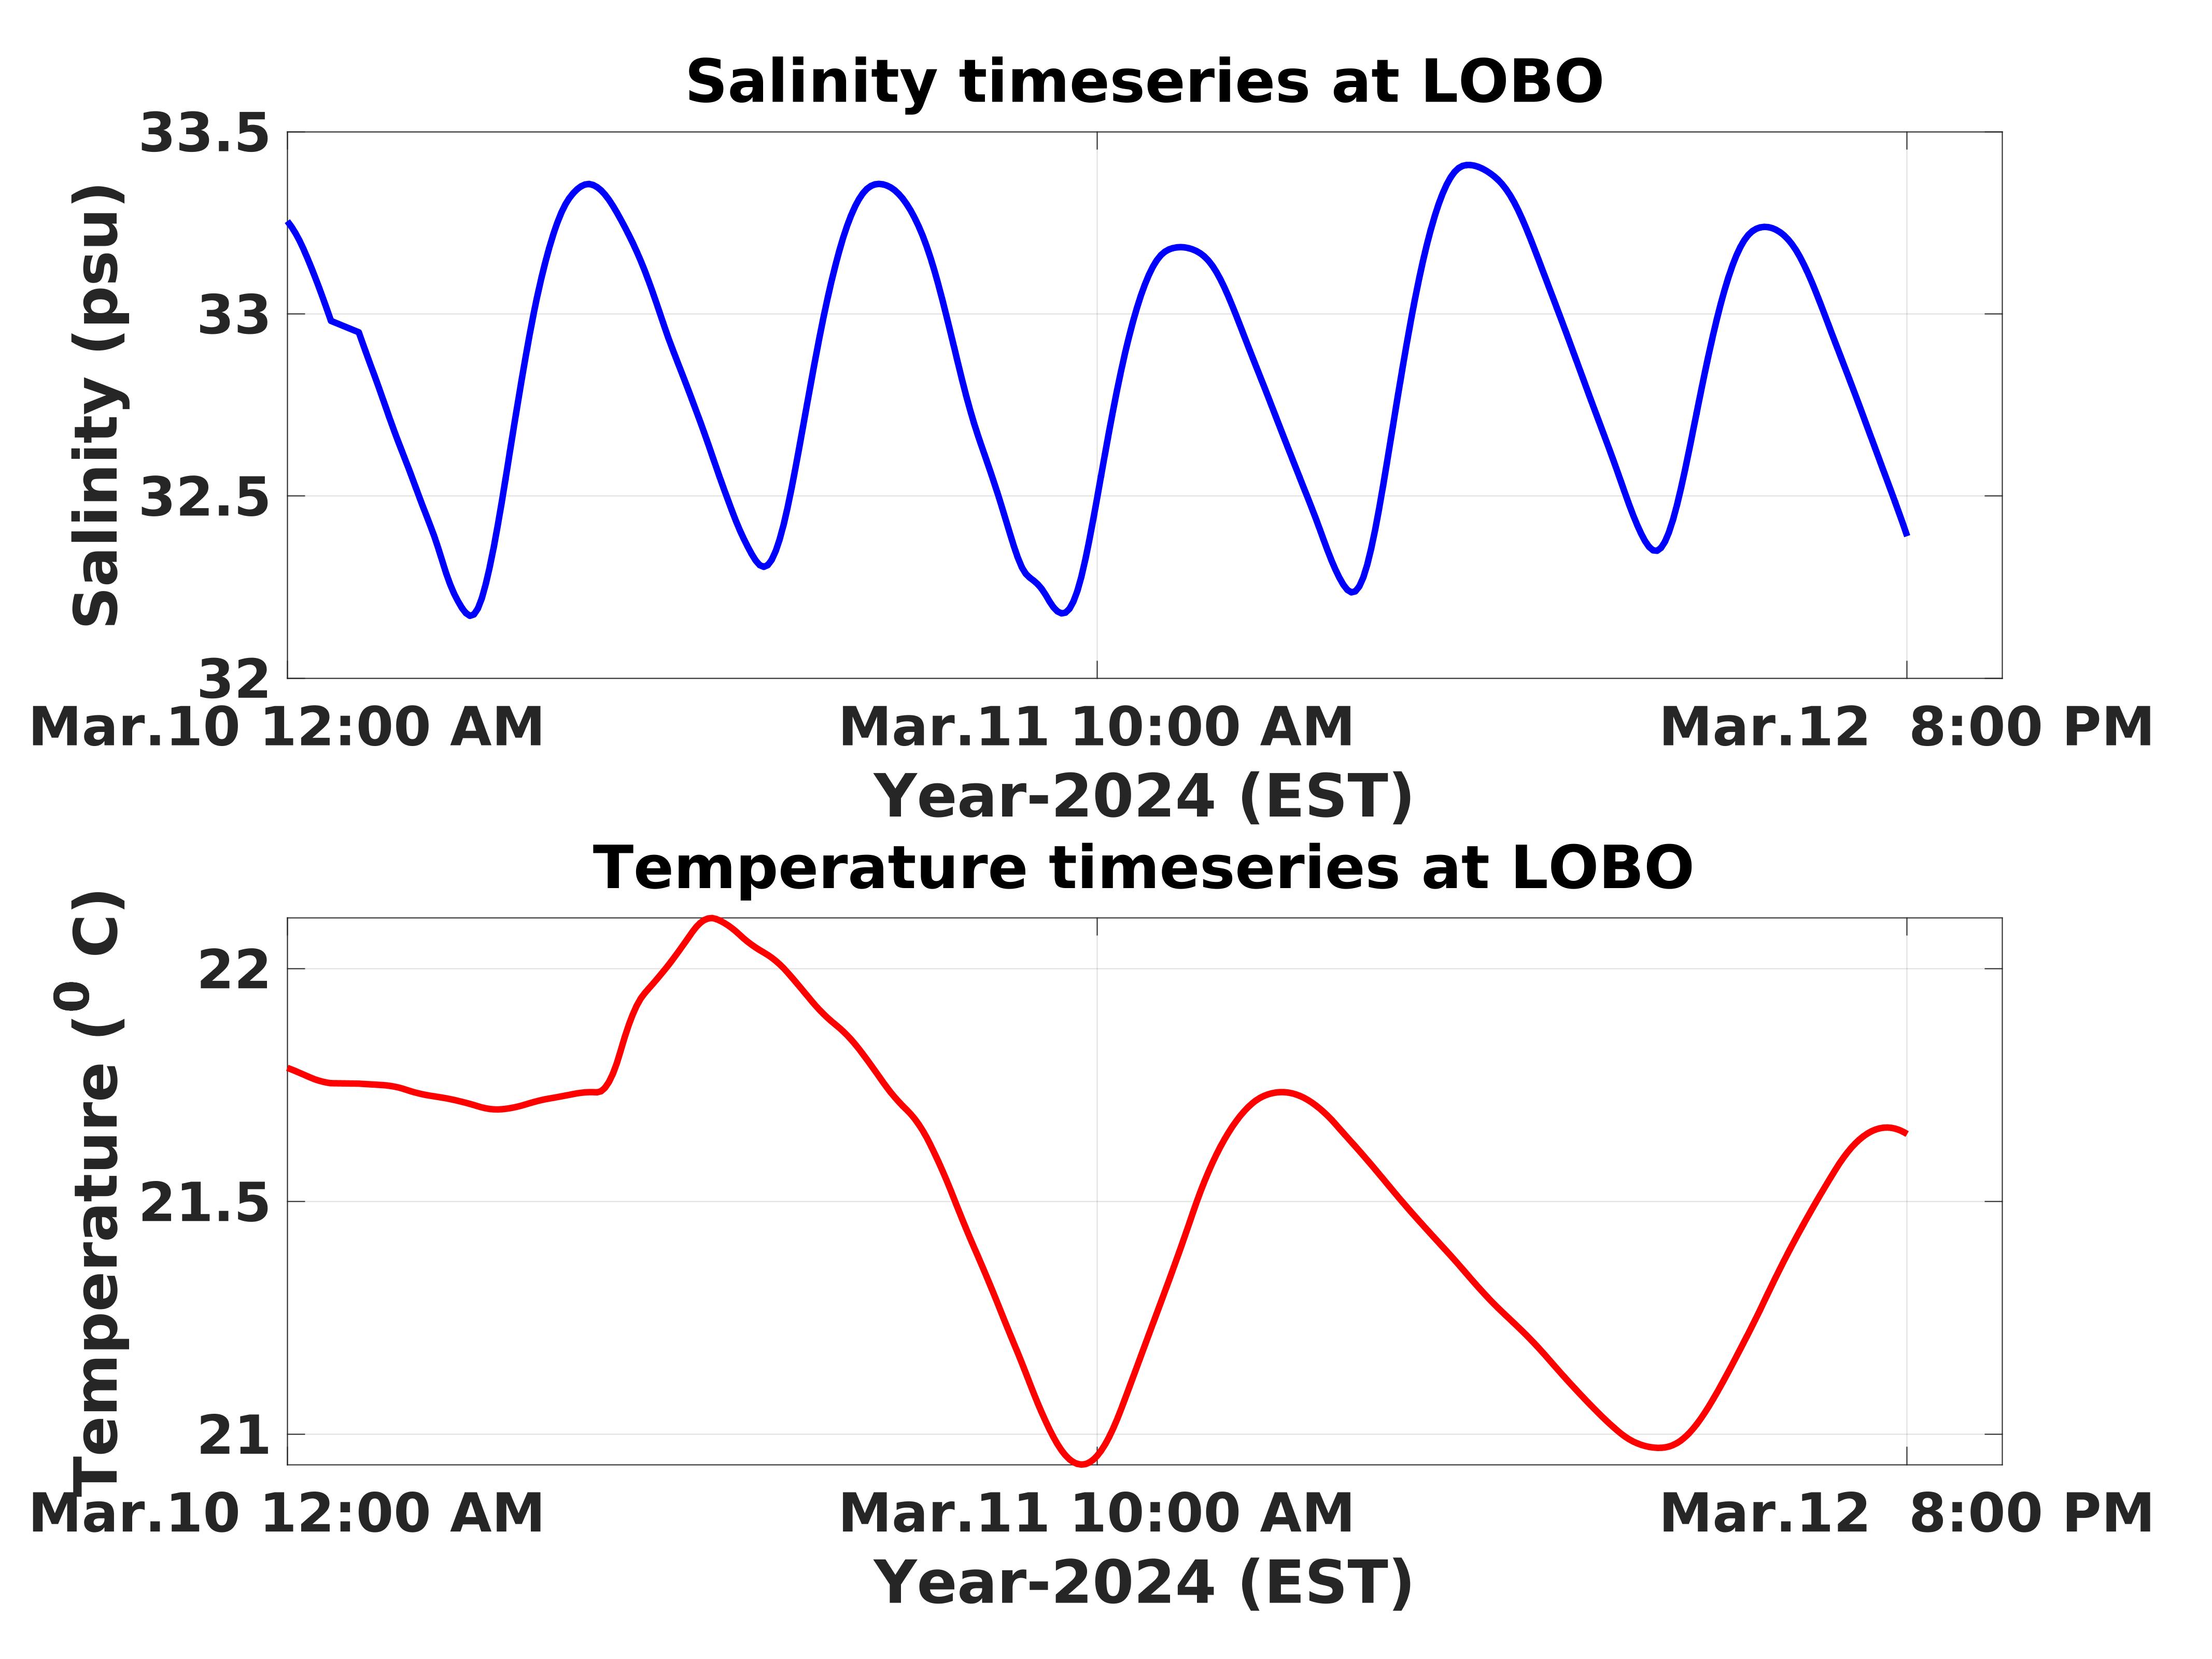 Salinity timeseries at LOBO
Salinity (psu)
33.5
33
32.5
32
Mar.10 12:00 AM
Mar.11 10:00 AM
Mar.12  8:00 PM
Year-2024 (EST)
Temperature timeseries at LOBO
Temperature (⁰ C)
22
21.5
21
Mar.10 12:00 AM
Mar.11 10:00 AM
Mar.12  8:00 PM
Year-2024 (EST)